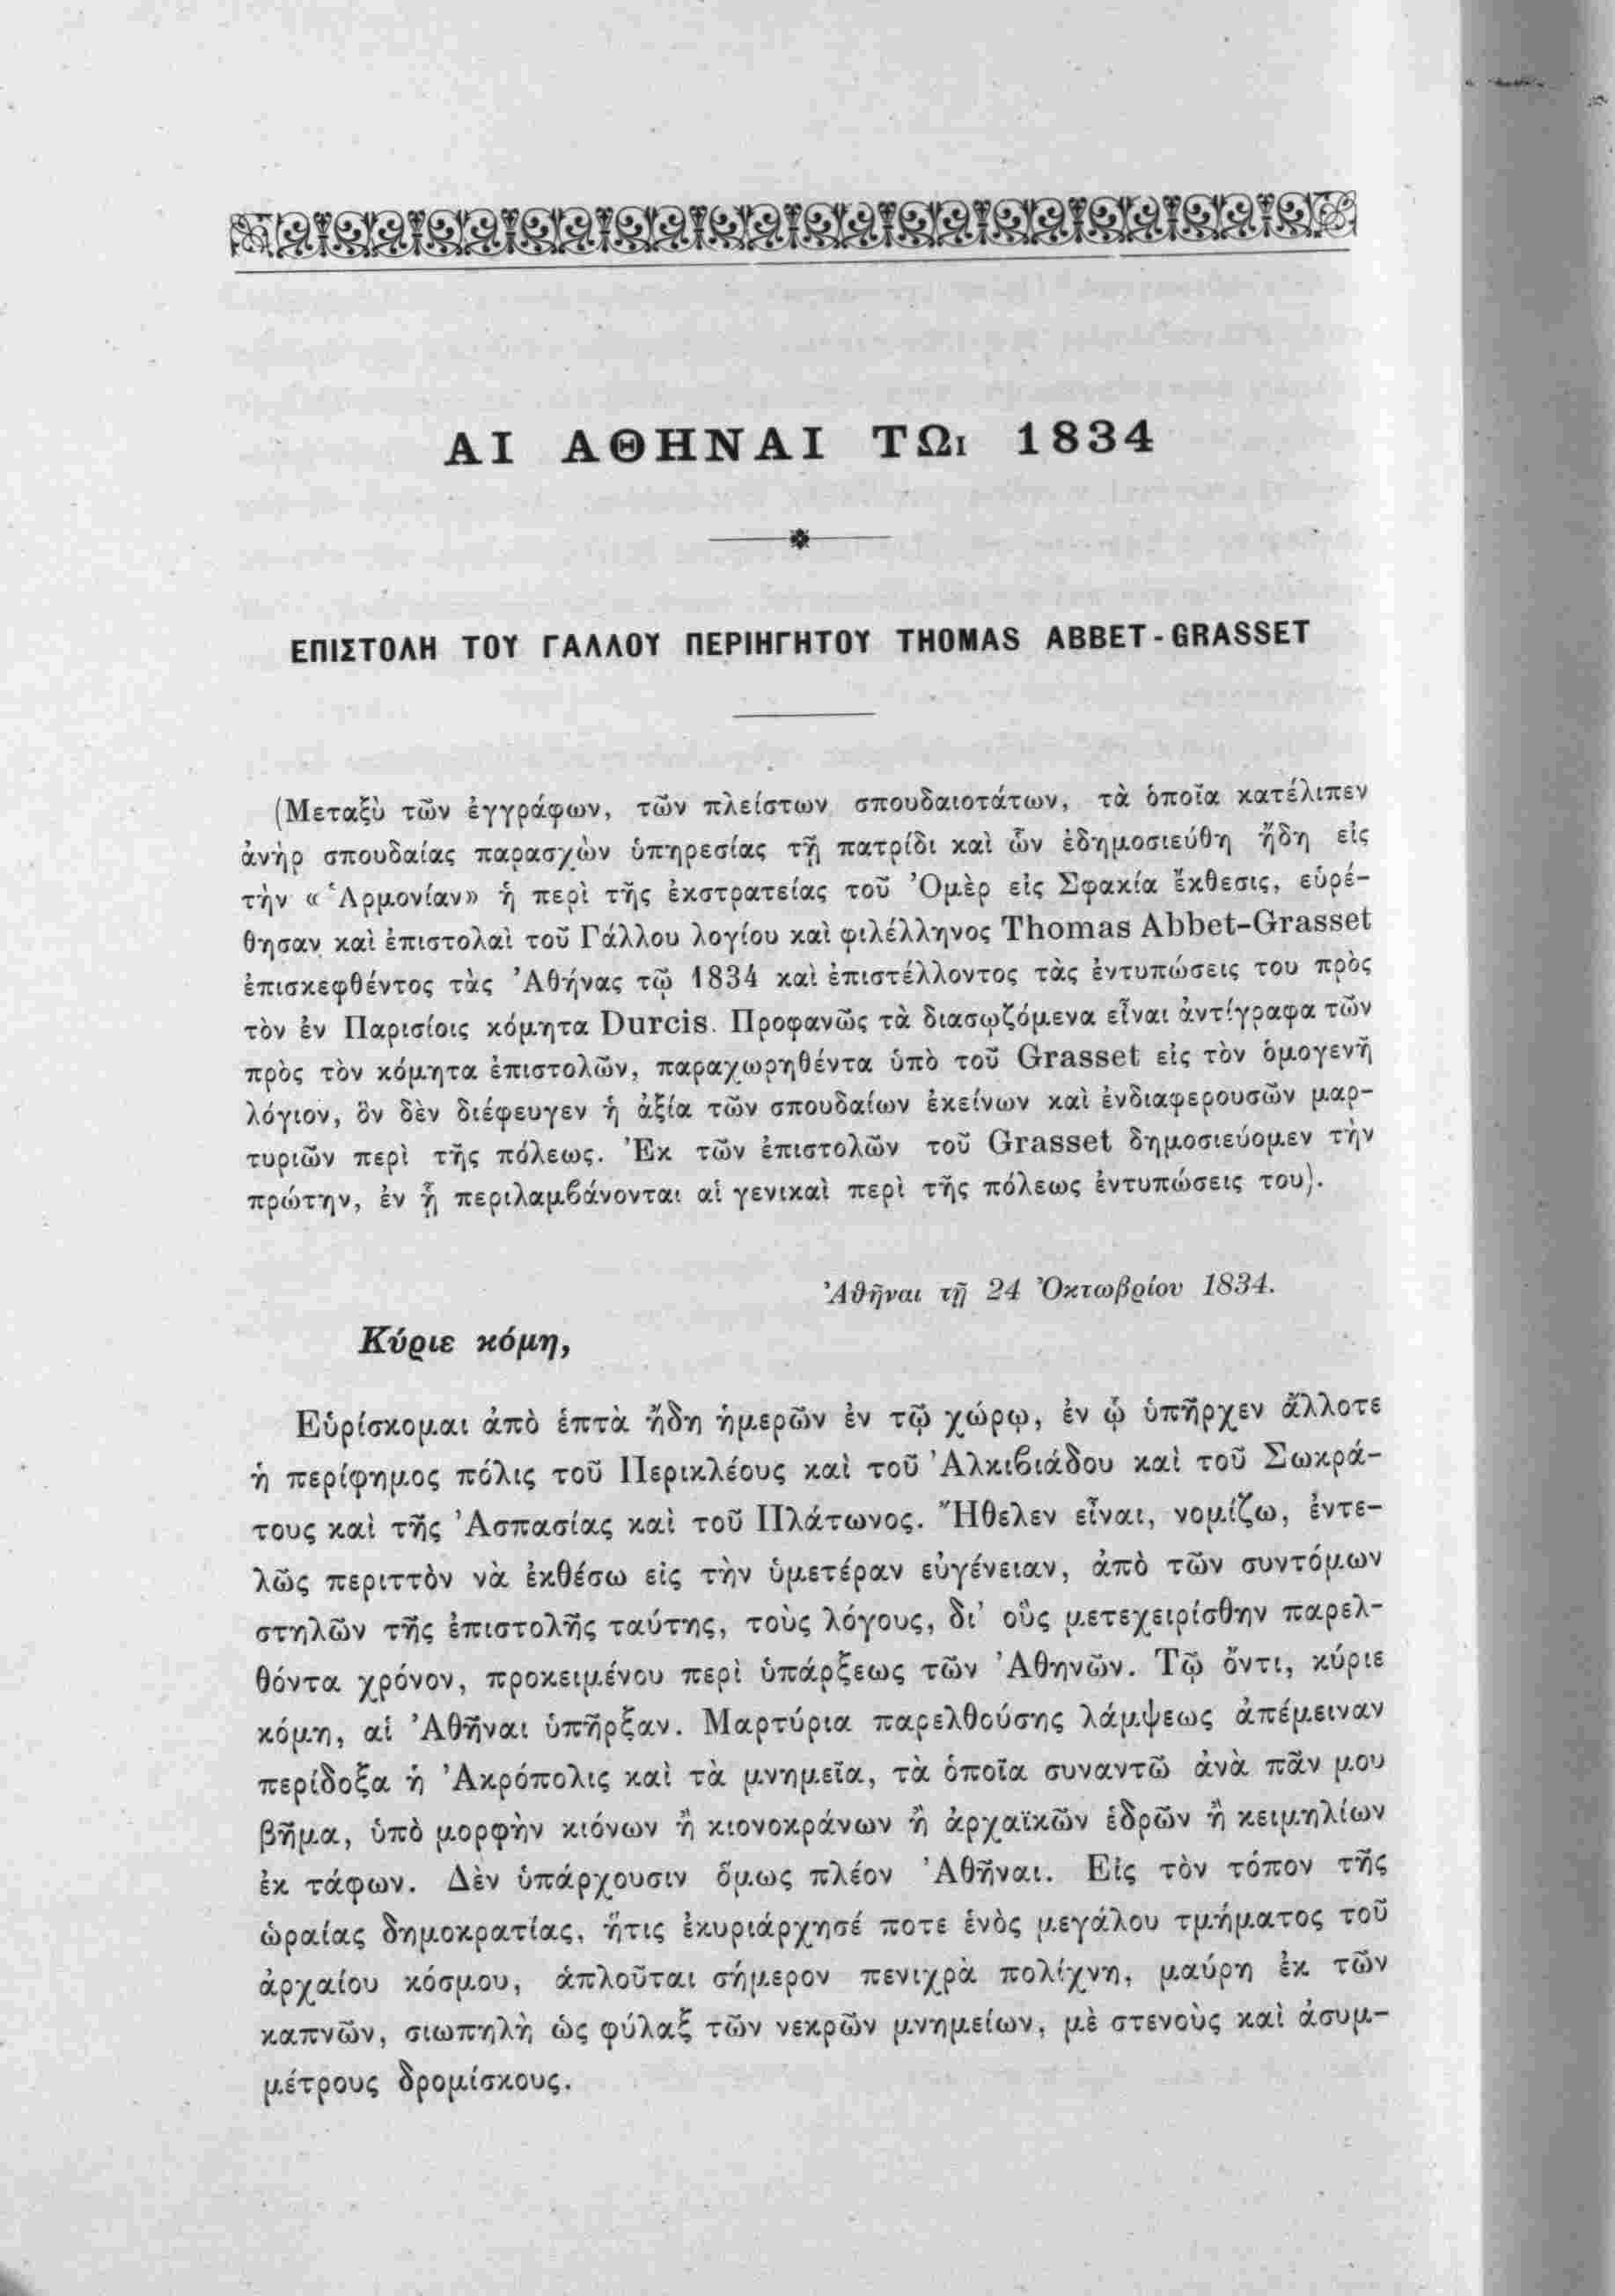 ΑΙ ΑΘΗΝΑΙ ΤΩι 1834
ΕΠΙΣΤΟΛΗ ΤΟΥ ΓΑΛΛΟΥ ΠΕΡΙΗΓΗΤΟΥ THOMAS ABBET - GRASSET
(Μεταξὺ τῶν ἐγγράφων, τῶν πλείστων σπουδαιοτάτων, τὰ ὁποῖα κατέλιπεν
ἀνὴρ σπουδαίας παρασχὼν ὑπηρεσίας τῇ πατρίδι καὶ ὧν ἐδημοσιεύθη ἤδη εἰς
τὴν «Ἁρμονίαν» ἡ περὶ τῆς ἐκστρατείας τοῦ Ὀμὲρ εἰς Σφακία ἔκθεσις, εὑρέ-
θησαν καὶ ἐπιστολαὶ τοῦ Γάλλου λογίου καὶ φιλέλληνος Thomas Abbet-Grasset
ἐπισκεφθέντος τὰς Ἀθήνας τῷ 1834 καὶ ἐπιστέλλοντος τὰς ἐντυπώσεις του πρὸς
τὸν ἐν Παρισίοις κόμητα Durcis. Προφανῶς τὰ διασῳζόμενα εἶναι ἀντίγραφα τῶν
πρὸς τὸν κόμητα ἐπιστολῶν, παραχωρηθέντα ὑπὸ τοῦ Grasset εἰς τὸν ὁμογενῆ
λόγιον, ὃν δὲν διέφευγεν ἡ ἀξία τῶν σπουδαίων ἐκείνων καὶ ἐνδιαφερουσῶν μαρ-
τυριῶν περὶ τῆς πόλεως. Ἐκ τῶν ἐπιστολῶν τοῦ Grasset δημοσιεύομεν τὴν
πρώτην, ἐν ᾗ περιλαμβάνονται αἱ γενικαὶ περὶ τῆς πόλεως ἐντυπώσεις του).
Ἀθῆναι τῇ 24 Ὀκτωβρίου 1834.
Κύριε κόμη,
Εὑρίσκομαι ἀπὸ ἑπτὰ ἤδη ἡμερῶν ἐν τῷ χώρῳ, ἐν ᾧ ὑπῆρχεν ἄλλοτε
ἡ περίφημος πόλις τοῦ Περικλέους καὶ τοῦ Ἀλκιβιάδου καὶ τοῦ Σωκρά-
τους καὶ τῆς Ἀσπασίας καὶ τοῦ Πλάτωνος. Ἤθελεν εἶναι, νομίζω, ἐντε-
λῶς περιττὸν νὰ ἐκθέσω εἰς τὴν ὑμετέραν εὐγένειαν, ἀπὸ τῶν συντόμων
στηλῶν τῆς ἐπιστολῆς ταύτης, τοὺς λόγους, δι' οὓς μετεχειρίσθην παρελ-
θόντα χρόνον, προκειμένου περὶ ὑπάρξεως τῶν Ἀθηνῶν. Τῷ ὄντι, κύριε
κόμη, αἱ Ἀθῆναι ὑπῆρξαν. Μαρτύρια παρελθούσης λάμψεως ἀπέμειναν
περίδοξα ἡ Ἀκρόπολις καὶ τὰ μνημεῖα, τὰ ὁποῖα συναντῶ ἀνὰ πᾶν μου
βῆμα, ὑπὸ μορφὴν κιόνων ἢ κιονοκράνων ἢ ἀρχαϊκῶν ἑδρῶν ἢ κειμηλίων
ἐκ τάφων. Δὲν ὑπάρχουσιν ὅμως πλέον Ἀθῆναι. Εἰς τὸν τόπον τῆς
ὡραίας δημοκρατίας, ἥτις ἐκυριάρχησέ ποτε ἑνὸς μεγάλου τμήματος τοῦ
ἀρχαίου κόσμου, ἁπλοῦται σήμερον πενιχρὰ πολίχνη, μαύρη ἐκ τῶν
καπνῶν, σιωπηλὴ ὡς φύλαξ τῶν νεκρῶν μνημείων, μὲ στενοὺς καὶ ἀσυμ-
μέτρους δρομίσκους.